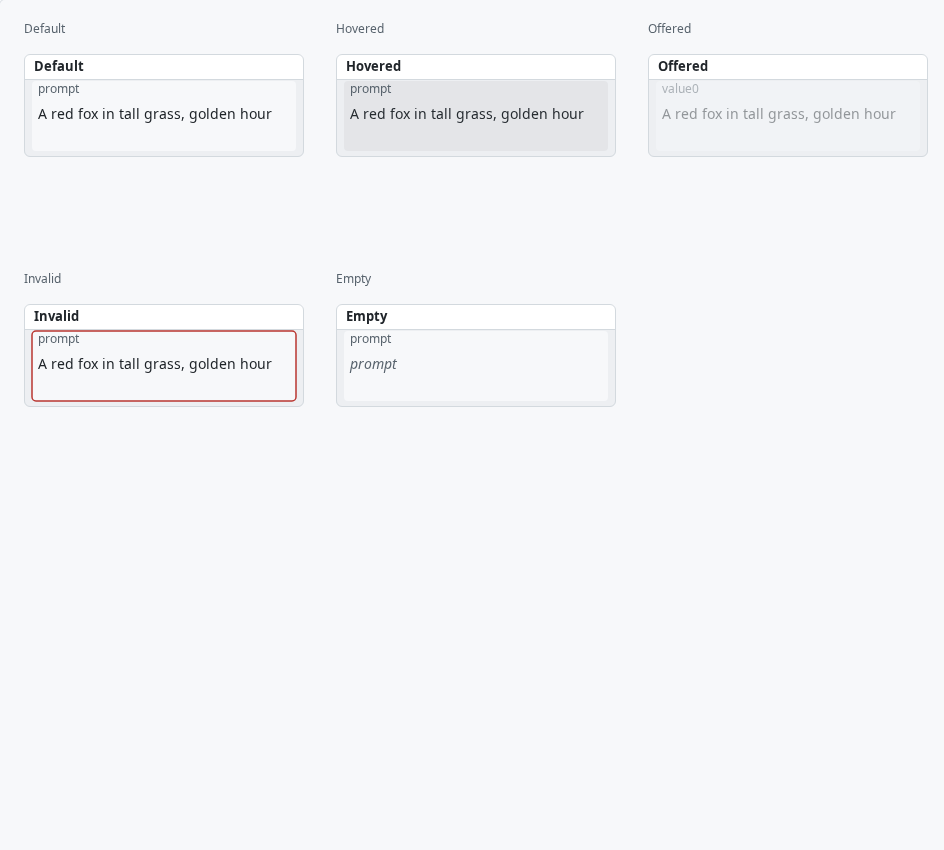 Default
Hovered
Offered
Default
prompt
A red fox in tall grass, golden hour
Hovered
prompt
A red fox in tall grass, golden hour
Offered
value0
A red fox in tall grass, golden hour
Invalid
Empty
Invalid
prompt
A red fox in tall grass, golden hour
Empty
prompt
prompt